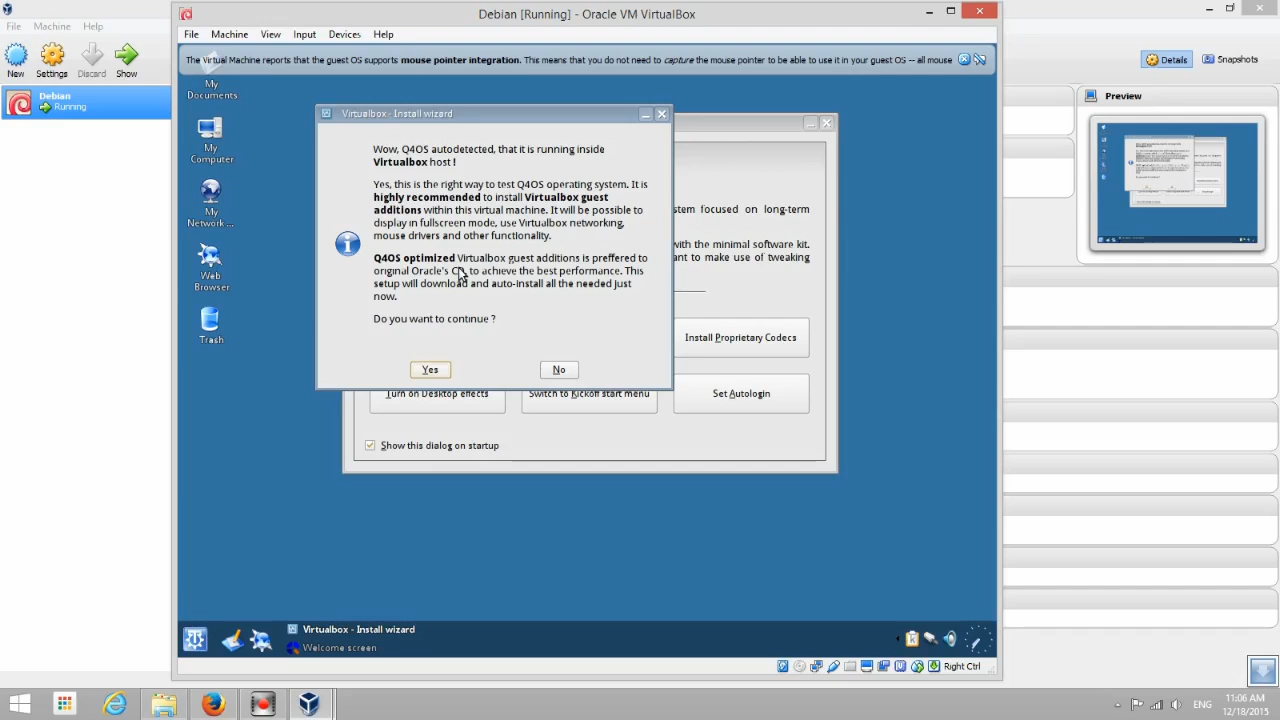 Debian [Running] - Oracle VM VirtualBox
File Machine Help
File Machine View Input Devices Help
New Settings Discard Show
Details Snapshots
The Virtual Machine reports that the guest OS supports mouse pointer integration. This means that you do not need to capture the mouse pointer to be able to use it in your guest OS — all mouse
Debian
Running
Preview
My
Documents
My
Computer
My
Network ...
Web
Browser
Trash
Virtualbox - Install wizard
Wow, Q4OS autodetected, that it is running inside
Virtualbox host !
Yes, this is the right way to test Q4OS operating system. It is
highly recommended to install Virtualbox guest
additions within this virtual machine. It will be possible to
display in fullscreen mode, use Virtualbox networking,
mouse drivers and other functionality.
Q4OS optimized Virtualbox guest additions is preffered to
original Oracle's to achieve the best performance. This
setup will download and auto-install all the needed just
now.
Do you want to continue ?
Yes No
stem focused on long-term
with the minimal software kit.
ant to make use of tweaking
Install Proprietary Codecs
Turn on Desktop effects Switch to Kickoff start menu Set Autologin
Show this dialog on startup
Virtualbox - Install wizard
Welcome screen
Right Ctrl
ENG
11:06 AM
12/18/2015